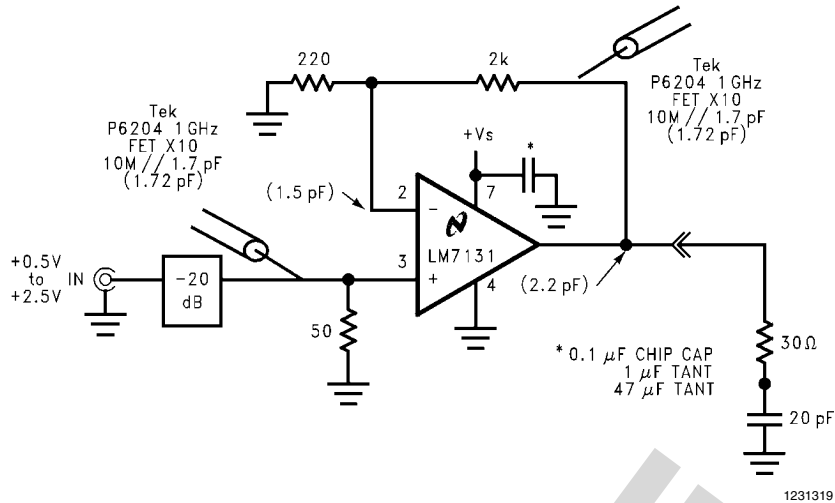 220
2k
Tek
P6204 1GHz
FET X10
10M // 1.7 pF
(1.72 pF)
Tek
P6204 1GHz
FET X10
10M // 1.7 pF
(1.72 pF)
+Vs
*
7
(1.5 pF)
2
-
LM7131
3
+
4
+0.5V
to
+2.5V
IN
-20
dB
50
(2.2 pF)
* 0.1 μF CHIP CAP
1 μF TANT
47 μF TANT
30Ω
20 pF
1231319